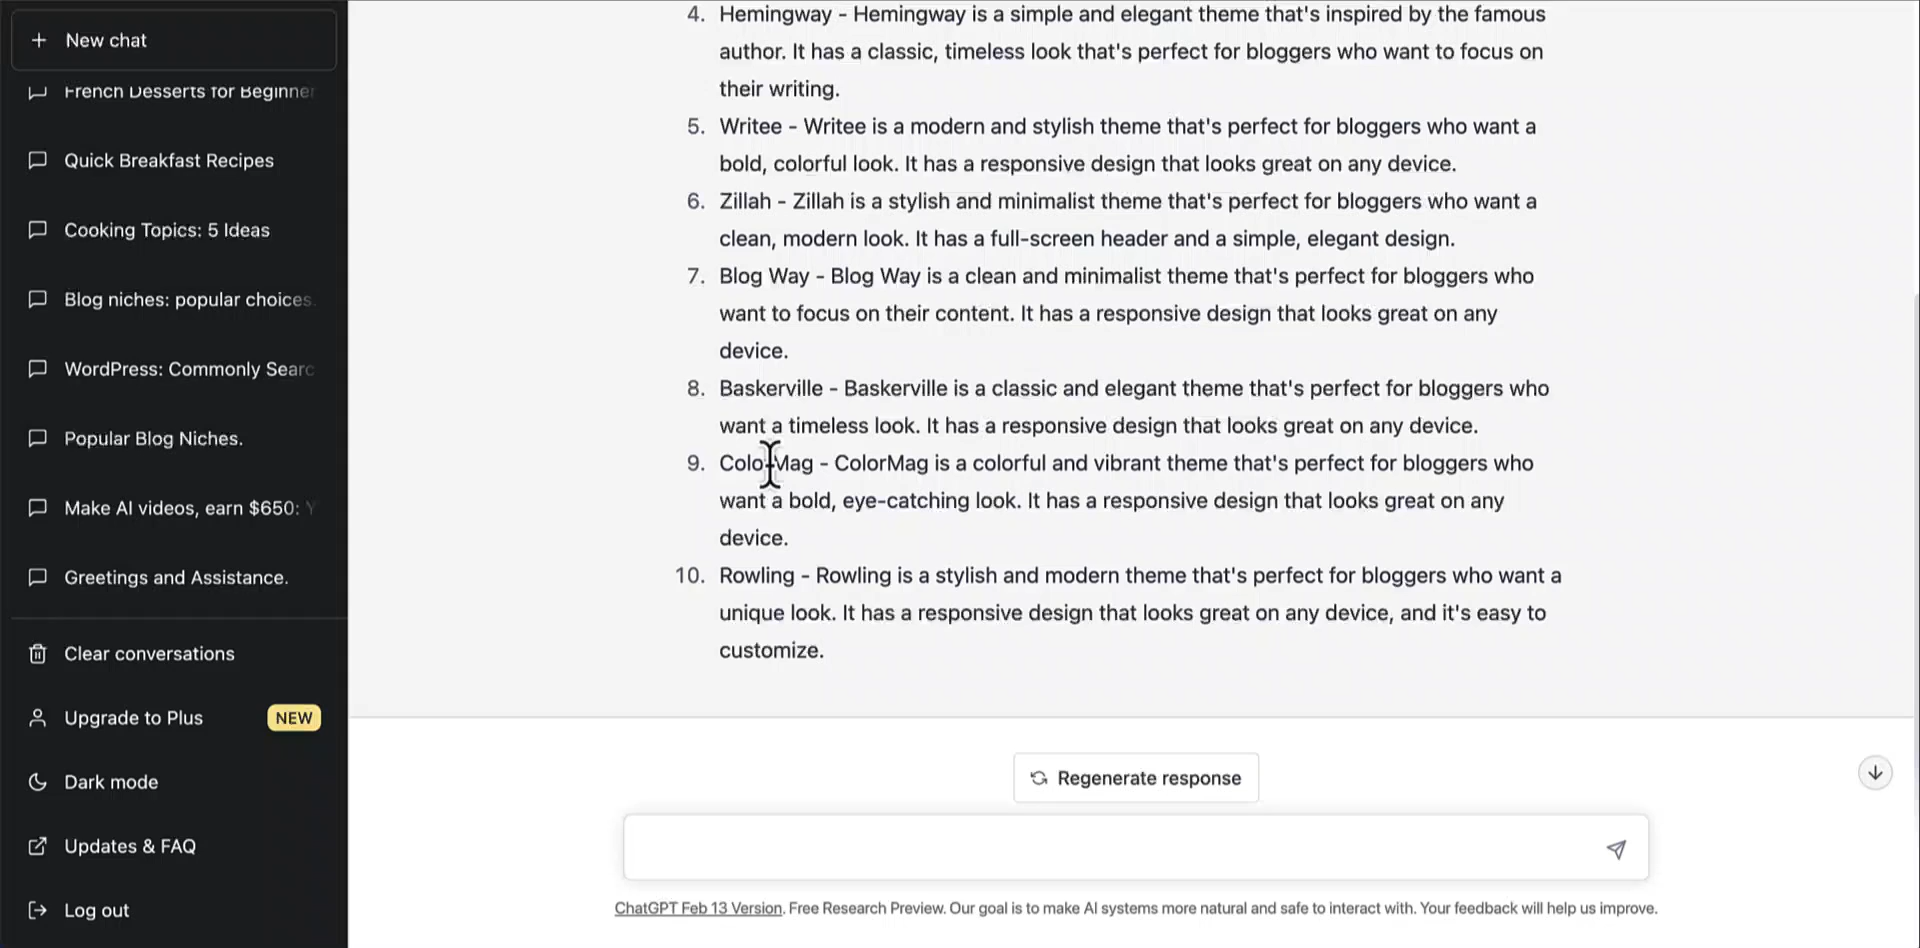 New chat
French Desserts for Beginner
Quick Breakfast Recipes
Cooking Topics: 5 Ideas
Blog niches: popular choices.
WordPress: Commonly Searc
Popular Blog Niches.
Make AI videos, earn $650: Y
Greetings and Assistance.
Clear conversations
Upgrade to Plus NEW
Dark mode
Updates & FAQ
Log out
4. Hemingway - Hemingway is a simple and elegant theme that's inspired by the famous
author. It has a classic, timeless look that's perfect for bloggers who want to focus on
their writing.
5. Writee - Writee is a modern and stylish theme that's perfect for bloggers who want a
bold, colorful look. It has a responsive design that looks great on any device.
6. Zillah - Zillah is a stylish and minimalist theme that's perfect for bloggers who want a
clean, modern look. It has a full-screen header and a simple, elegant design.
7. Blog Way - Blog Way is a clean and minimalist theme that's perfect for bloggers who
want to focus on their content. It has a responsive design that looks great on any
device.
8. Baskerville - Baskerville is a classic and elegant theme that's perfect for bloggers who
want a timeless look. It has a responsive design that looks great on any device.
9. ColorMag - ColorMag is a colorful and vibrant theme that's perfect for bloggers who
want a bold, eye-catching look. It has a responsive design that looks great on any
device.
10. Rowling - Rowling is a stylish and modern theme that's perfect for bloggers who want a
unique look. It has a responsive design that looks great on any device, and it's easy to
customize.
Regenerate response
ChatGPT Feb 13 Version. Free Research Preview. Our goal is to make AI systems more natural and safe to interact with. Your feedback will help us improve.